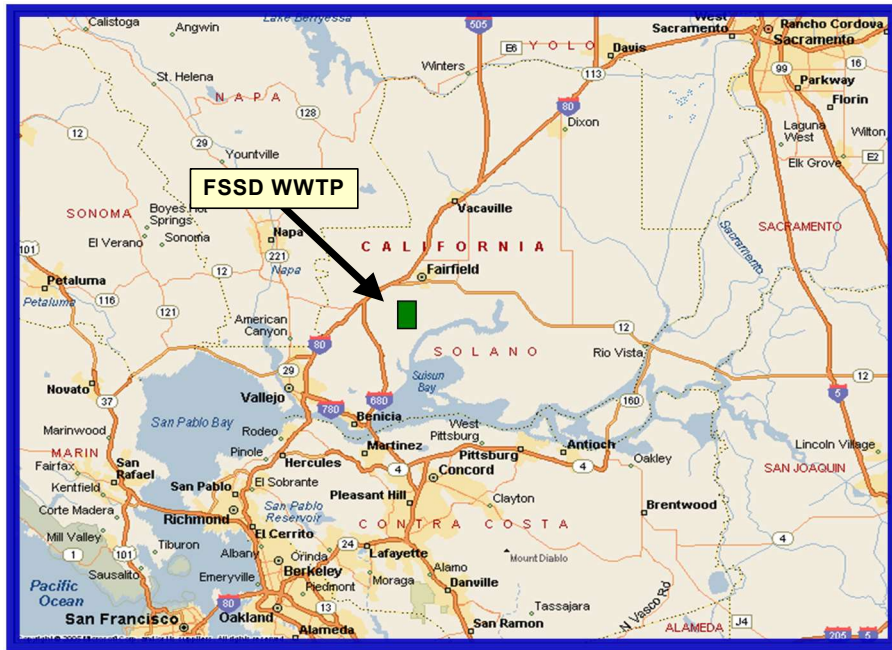 Calistoga
Angwin
Lake Berryessa
505
E6
YOLO
Davis
West
Sacramento
Rancho Cordova
Sacramento
Winters
113
99
16
St. Helena
NAPA
128
80
Parkway
Florin
Dixon
12
29
Yountville
Laguna
West
Wilton
E2
Elk Grove
FSSD WWTP
SONOMA
Boyes Hot
Springs
Vacaville
El Verano
Sonoma
Napa
CALIFORNIA
SACRAMENTO
Sacramento
101
221
Napa
12
Fairfield
Petaluma
Petaluma
116
121
American
Canyon
80
12
SOLANO
Rio Vista
29
Suisun
Bay
12
Novato
37
Vallejo
780
680
160
5
San Pablo Bay
Benicia
Marinwood
Rodeo
West
Pittsburg
MARIN
Pinole
Martinez
Pittsburg
Antioch
Lincoln Village
Fairfax
San
Rafael
Hercules
4
Concord
4
Oakley
SAN JOAQUIN
Kentfield
San Pablo
El Sobrante
Pleasant Hill
Clayton
Brentwood
Corte Madera
Richmond
San Pablo
Reservoir
CONTRA COSTA
Mill Valley
El Cerrito
4
1
101
Tiburon
Albany
Orinda
24
Lafayette
Mount Diablo
Sausalito
Emeryville
Berkeley
Moraga
Alamo
Pacific
Ocean
Piedmont
Danville
N Vasco Rd
80
13
Tassajara
San Francisco
Oakland
Alameda
San Ramon
ALAMEDA
J4
205
5